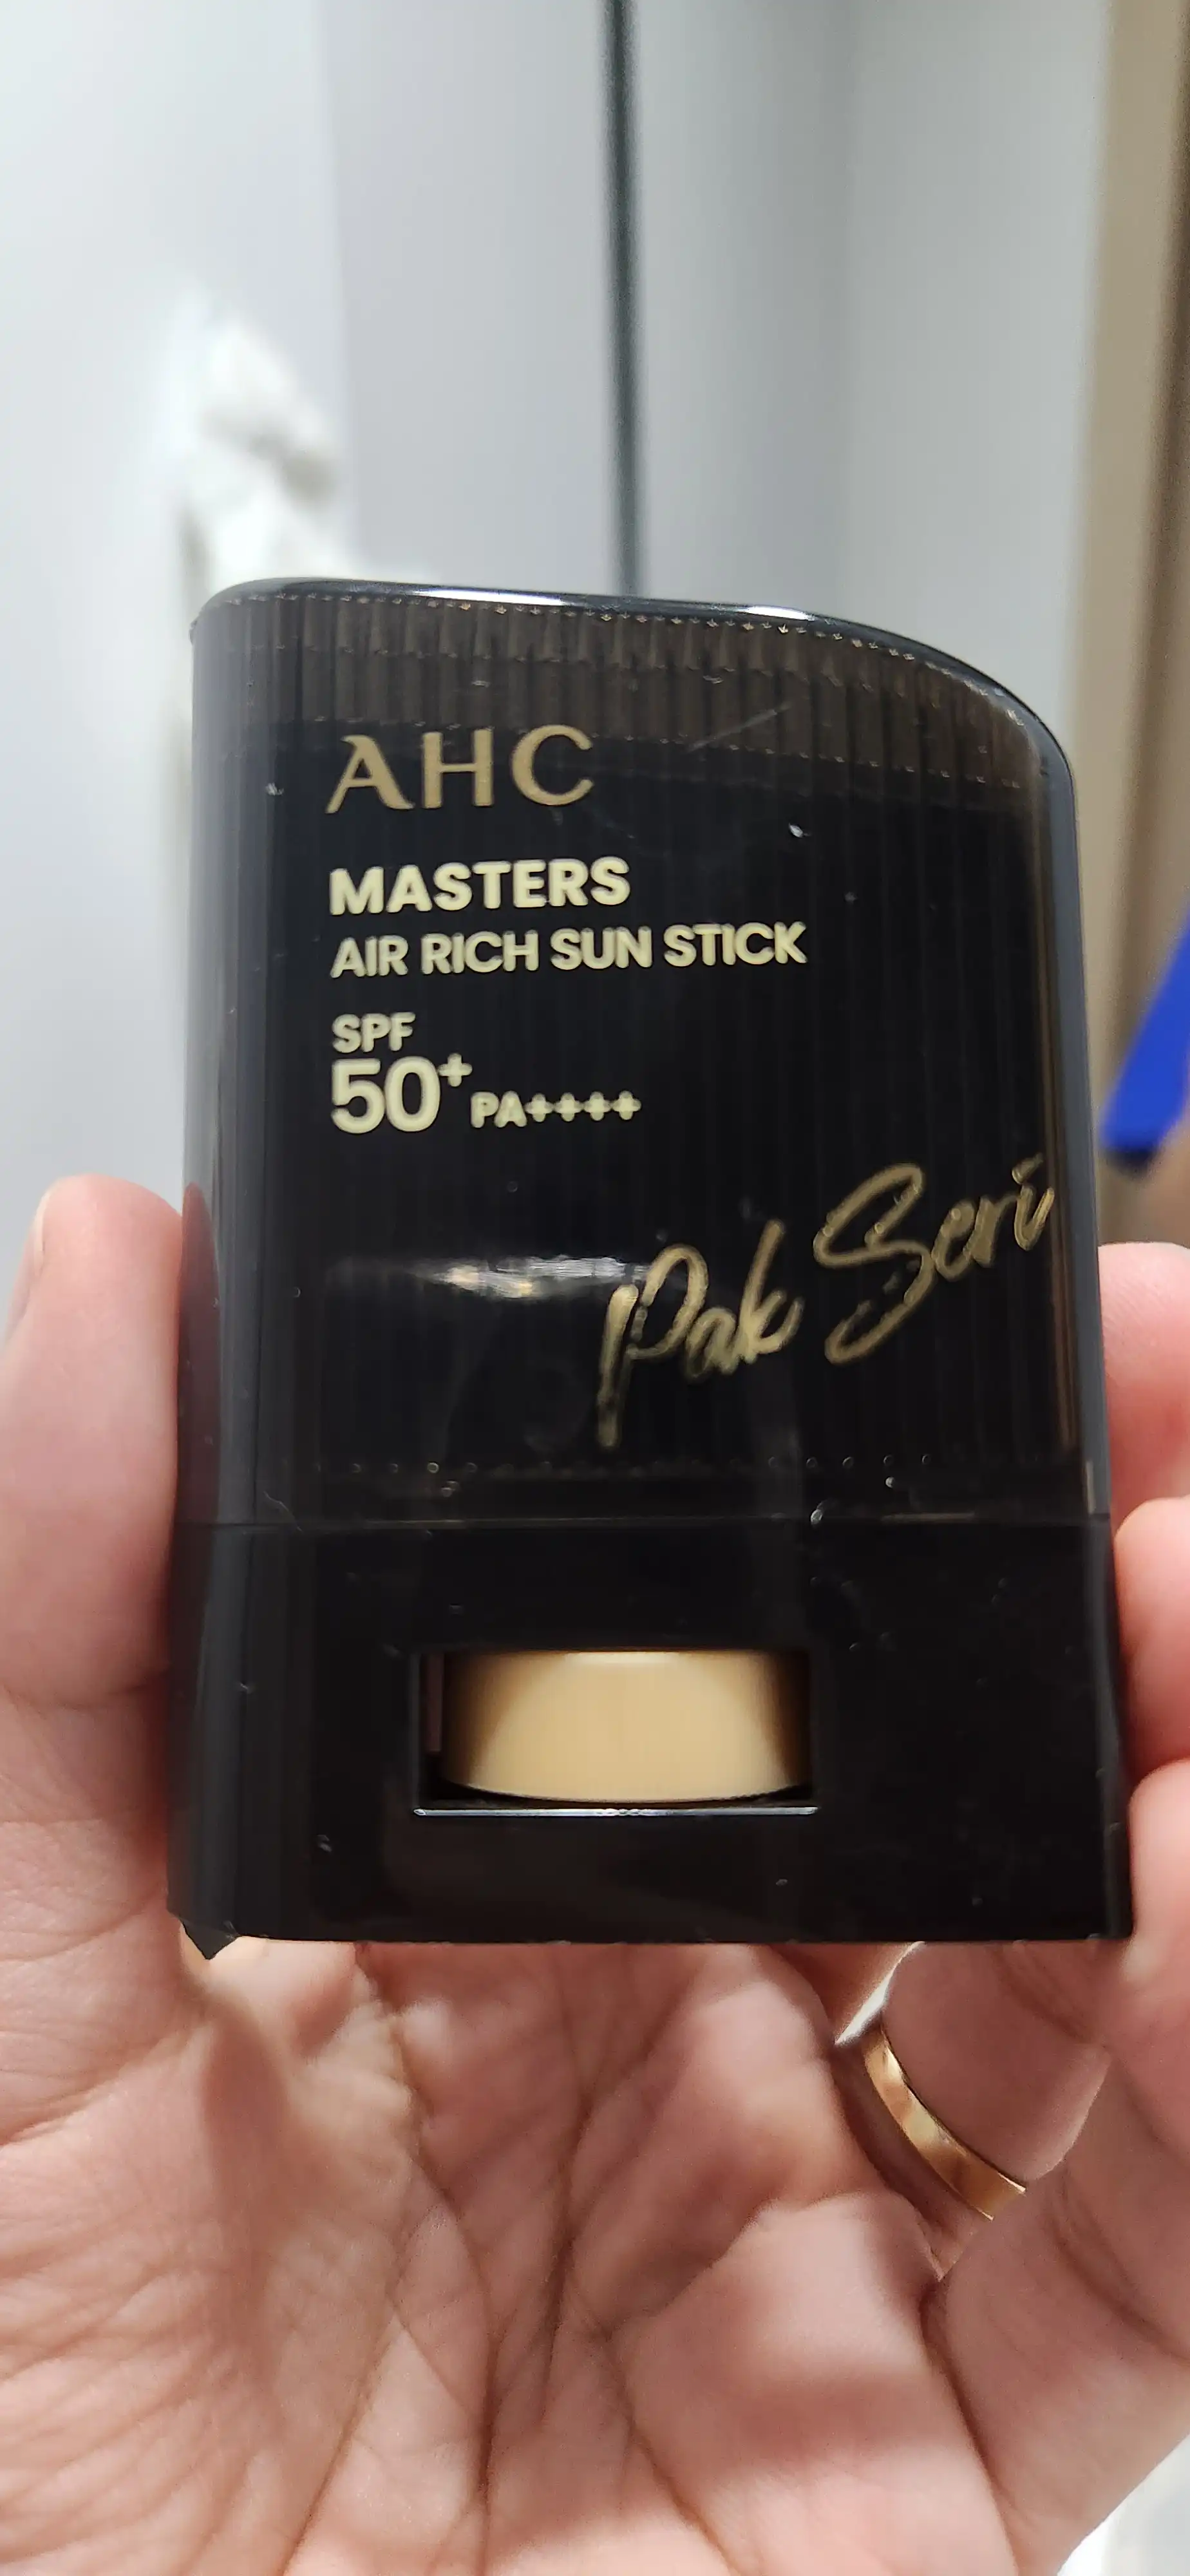 AHC
MASTERS
AIR RICH SUN STICK
SPF
50+ PA++++
Pak Seri